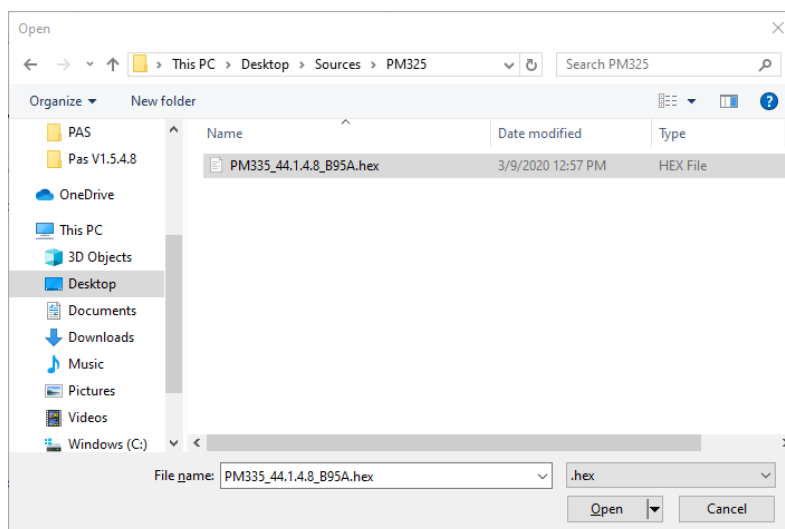 Open
This PC > Desktop > Sources > PM325
Search PM325
Organize
New folder
PAS
Pas V1.5.4.8
OneDrive
This PC
3D Objects
Desktop
Documents
Downloads
Music
Pictures
Videos
Windows (C:)
Name Date modified Type
PM335_44.1.4.8_B95A.hex 3/9/2020 12:57 PM HEX File
File name: PM335_44.1.4.8_B95A.hex .hex
Open Cancel